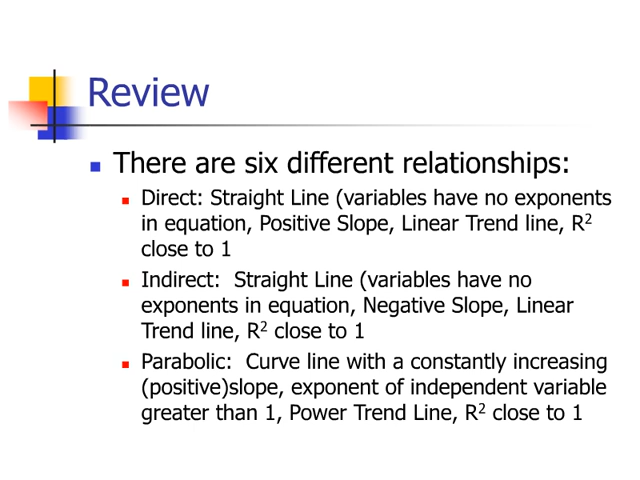 Review
There are six different relationships:
Direct: Straight Line (variables have no exponents
in equation, Positive Slope, Linear Trend line, R²
close to 1
Indirect:  Straight Line (variables have no
exponents in equation, Negative Slope, Linear
Trend line, R² close to 1
Parabolic:  Curve line with a constantly increasing
(positive)slope, exponent of independent variable
greater than 1, Power Trend Line, R² close to 1